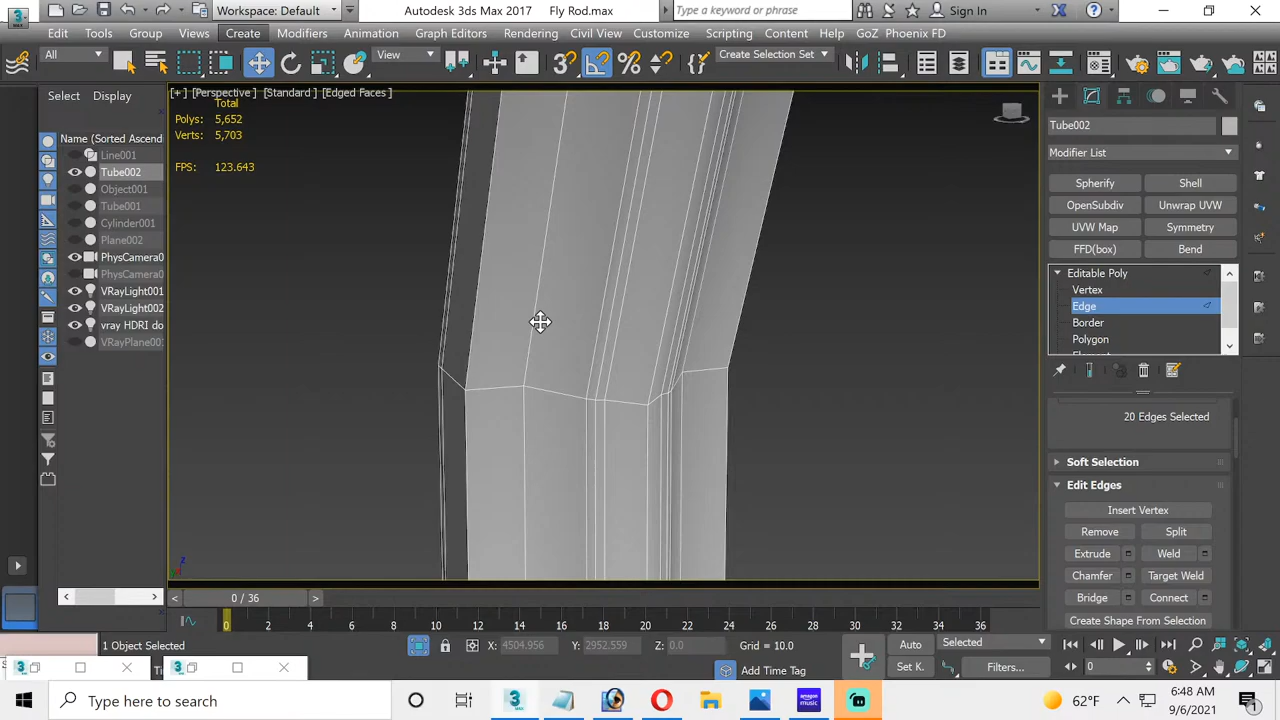 Workspaces: Default
Autodesk 3ds Max 2017
Fly Rod.max
Type a keyword or phrase
Sign In
3
File
Edit
Tools
Group
Views
Create
Modifiers
Animation
Graph Editors
Rendering
Civil View
Customize
Scripting
Content
Help
GoZ
Phoenix FD
All
View
Create Selection Set
Select
Display
[+] [Perspective] [Standard] [Edged Faces]
Total
Polys: 5,652
Verts: 5,703
FPS: 123.643
Name (Sorted Ascend
Line001
Tube002
Object001
Tube001
Cylinder001
Plane002
PhysCamera0
PhysCamera0
VRayLight001
VRayLight002
vray HDRI do
VRayPlane001
Tube002
Modifier List
Spherify
Shell
OpenSubdiv
Unwrap UVW
UV Map
Symmetry
FFD(box)
Bend
Editable Poly
Vertex
Edge
Border
Polygon
20 Edges Selected
Soft Selection
Edit Edges
Insert Vertex
Remove
Split
Extrude
Weld
Chamfer
Target Weld
Bridge
Connect
Create Shape From Selection
0 / 36
0 2 4 6 8 10 12 14 16 18 20 22 24 26 28 30 32 34 36
1 Object Selected
X: 4504.956
Y: 2952.559
Z: 0.0
Grid = 10.0
Auto
Selected
Add Time Tag
Set K.
Filters...
0
Type here to search
62°F
6:48 AM
9/6/2021